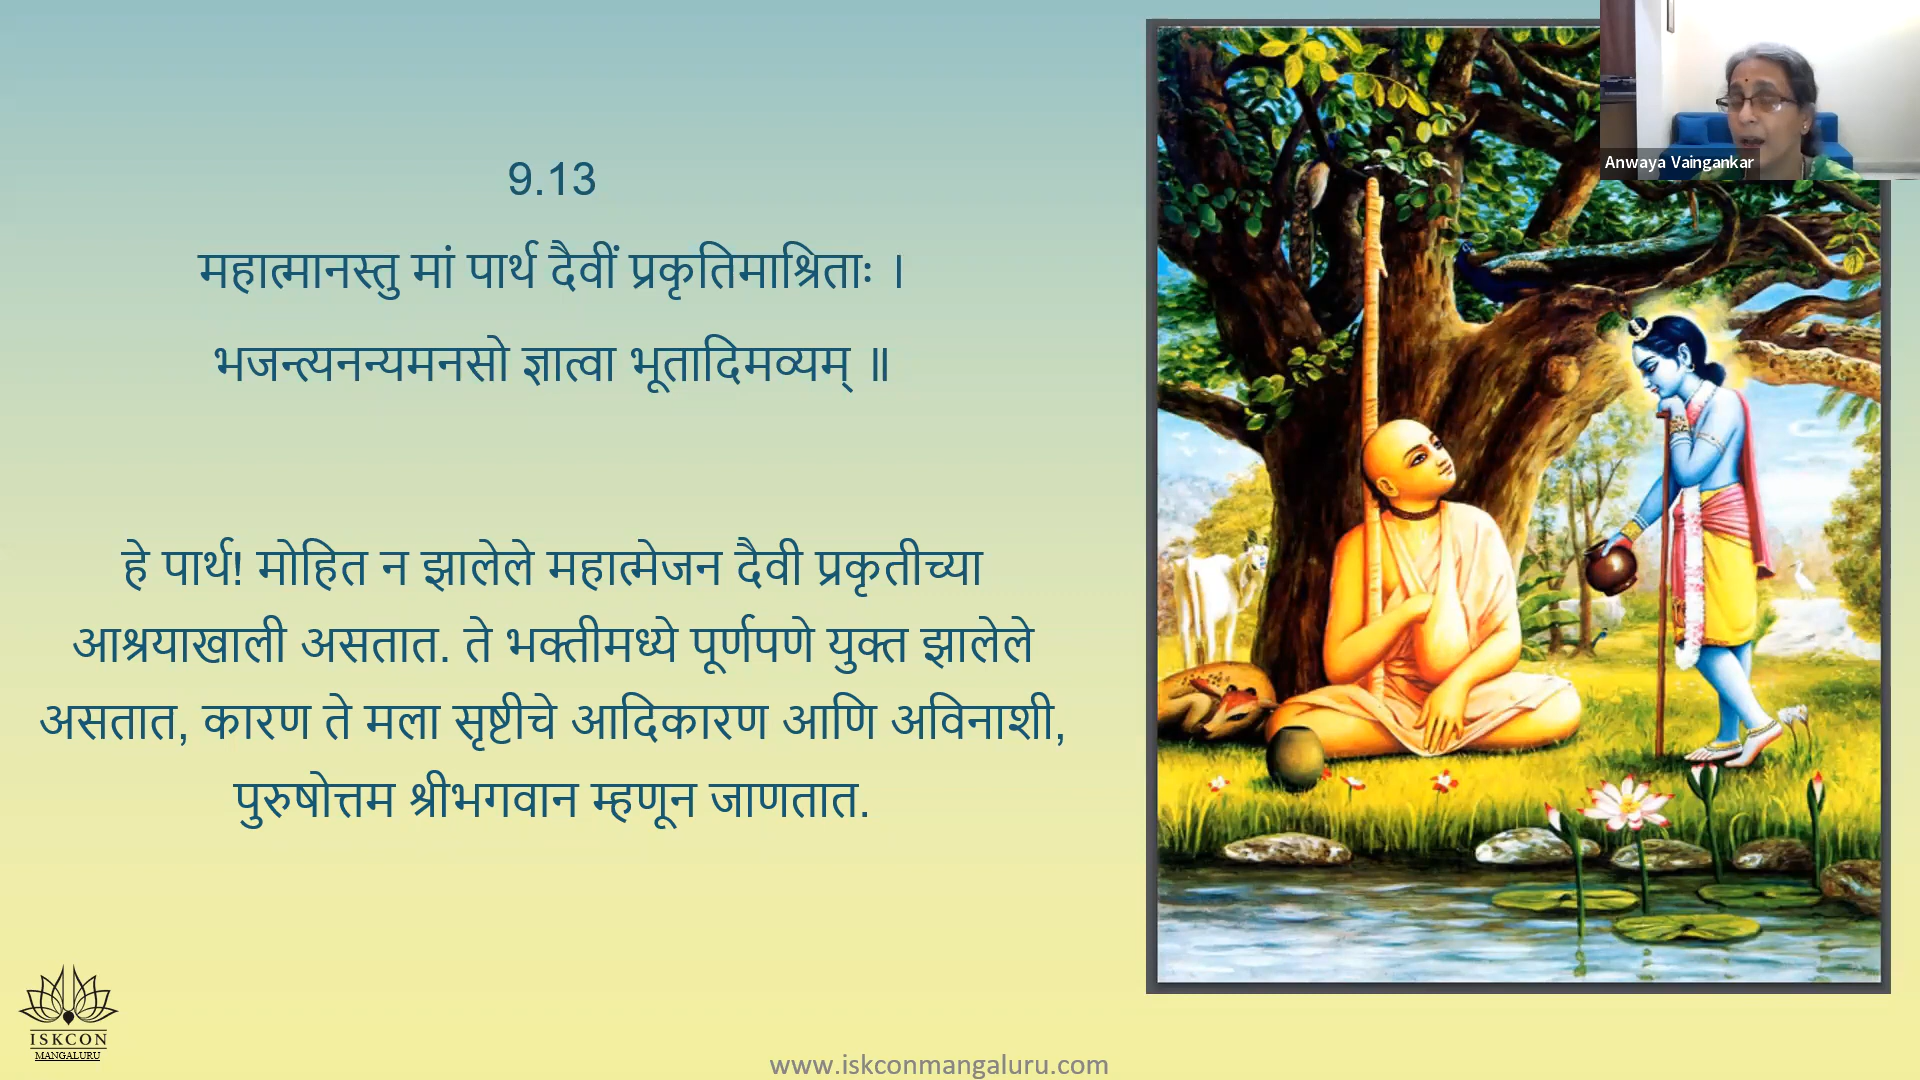 9.13
महात्मानस्तु मां पार्थ दैवीं प्रकृतिमाश्रिताः ।
भजन्त्यनन्यमनसो ज्ञात्वा भूतादिमव्यम् ॥
हे पार्थ! मोहित न झालेले महात्मेजन दैवी प्रकृतीच्या
आश्रयाखाली असतात. ते भक्तीमध्ये पूर्णपणे युक्त झालेले
असतात, कारण ते मला सृष्टीचे आदिकारण आणि अविनाशी,
पुरुषोत्तम श्रीभगवान म्हणून जाणतात.
Anwaya Vaingankar
ISKCON
MANGALURU
www.iskconmangaluru.com